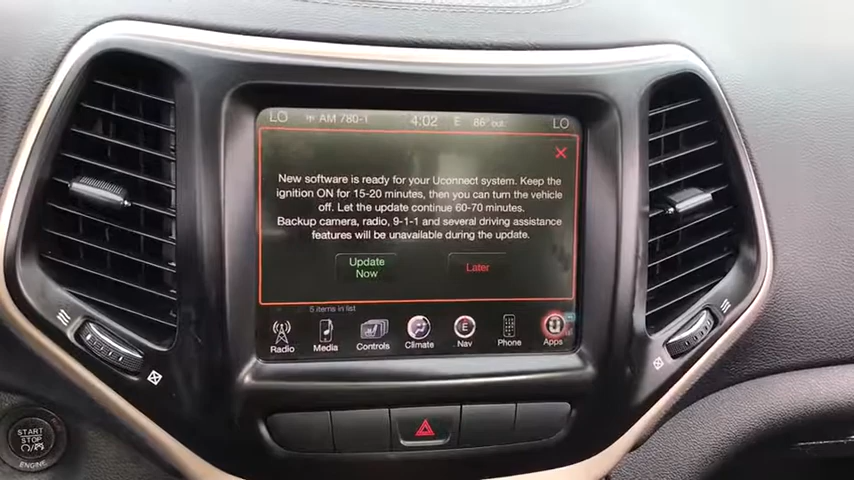 LO AM 780-1 4:02 E 86° out LO
New software is ready for your Uconnect system. Keep the
ignition ON for 15-20 minutes, then you can turn the vehicle
off. Let the update continue 60-70 minutes.
Backup camera, radio, 9-1-1 and several driving assistance
features will be unavailable during the update.
Update
Now
Later
5 items in list
Radio Media Controls Climate Nav Phone Apps
START
STOP
ENGINE